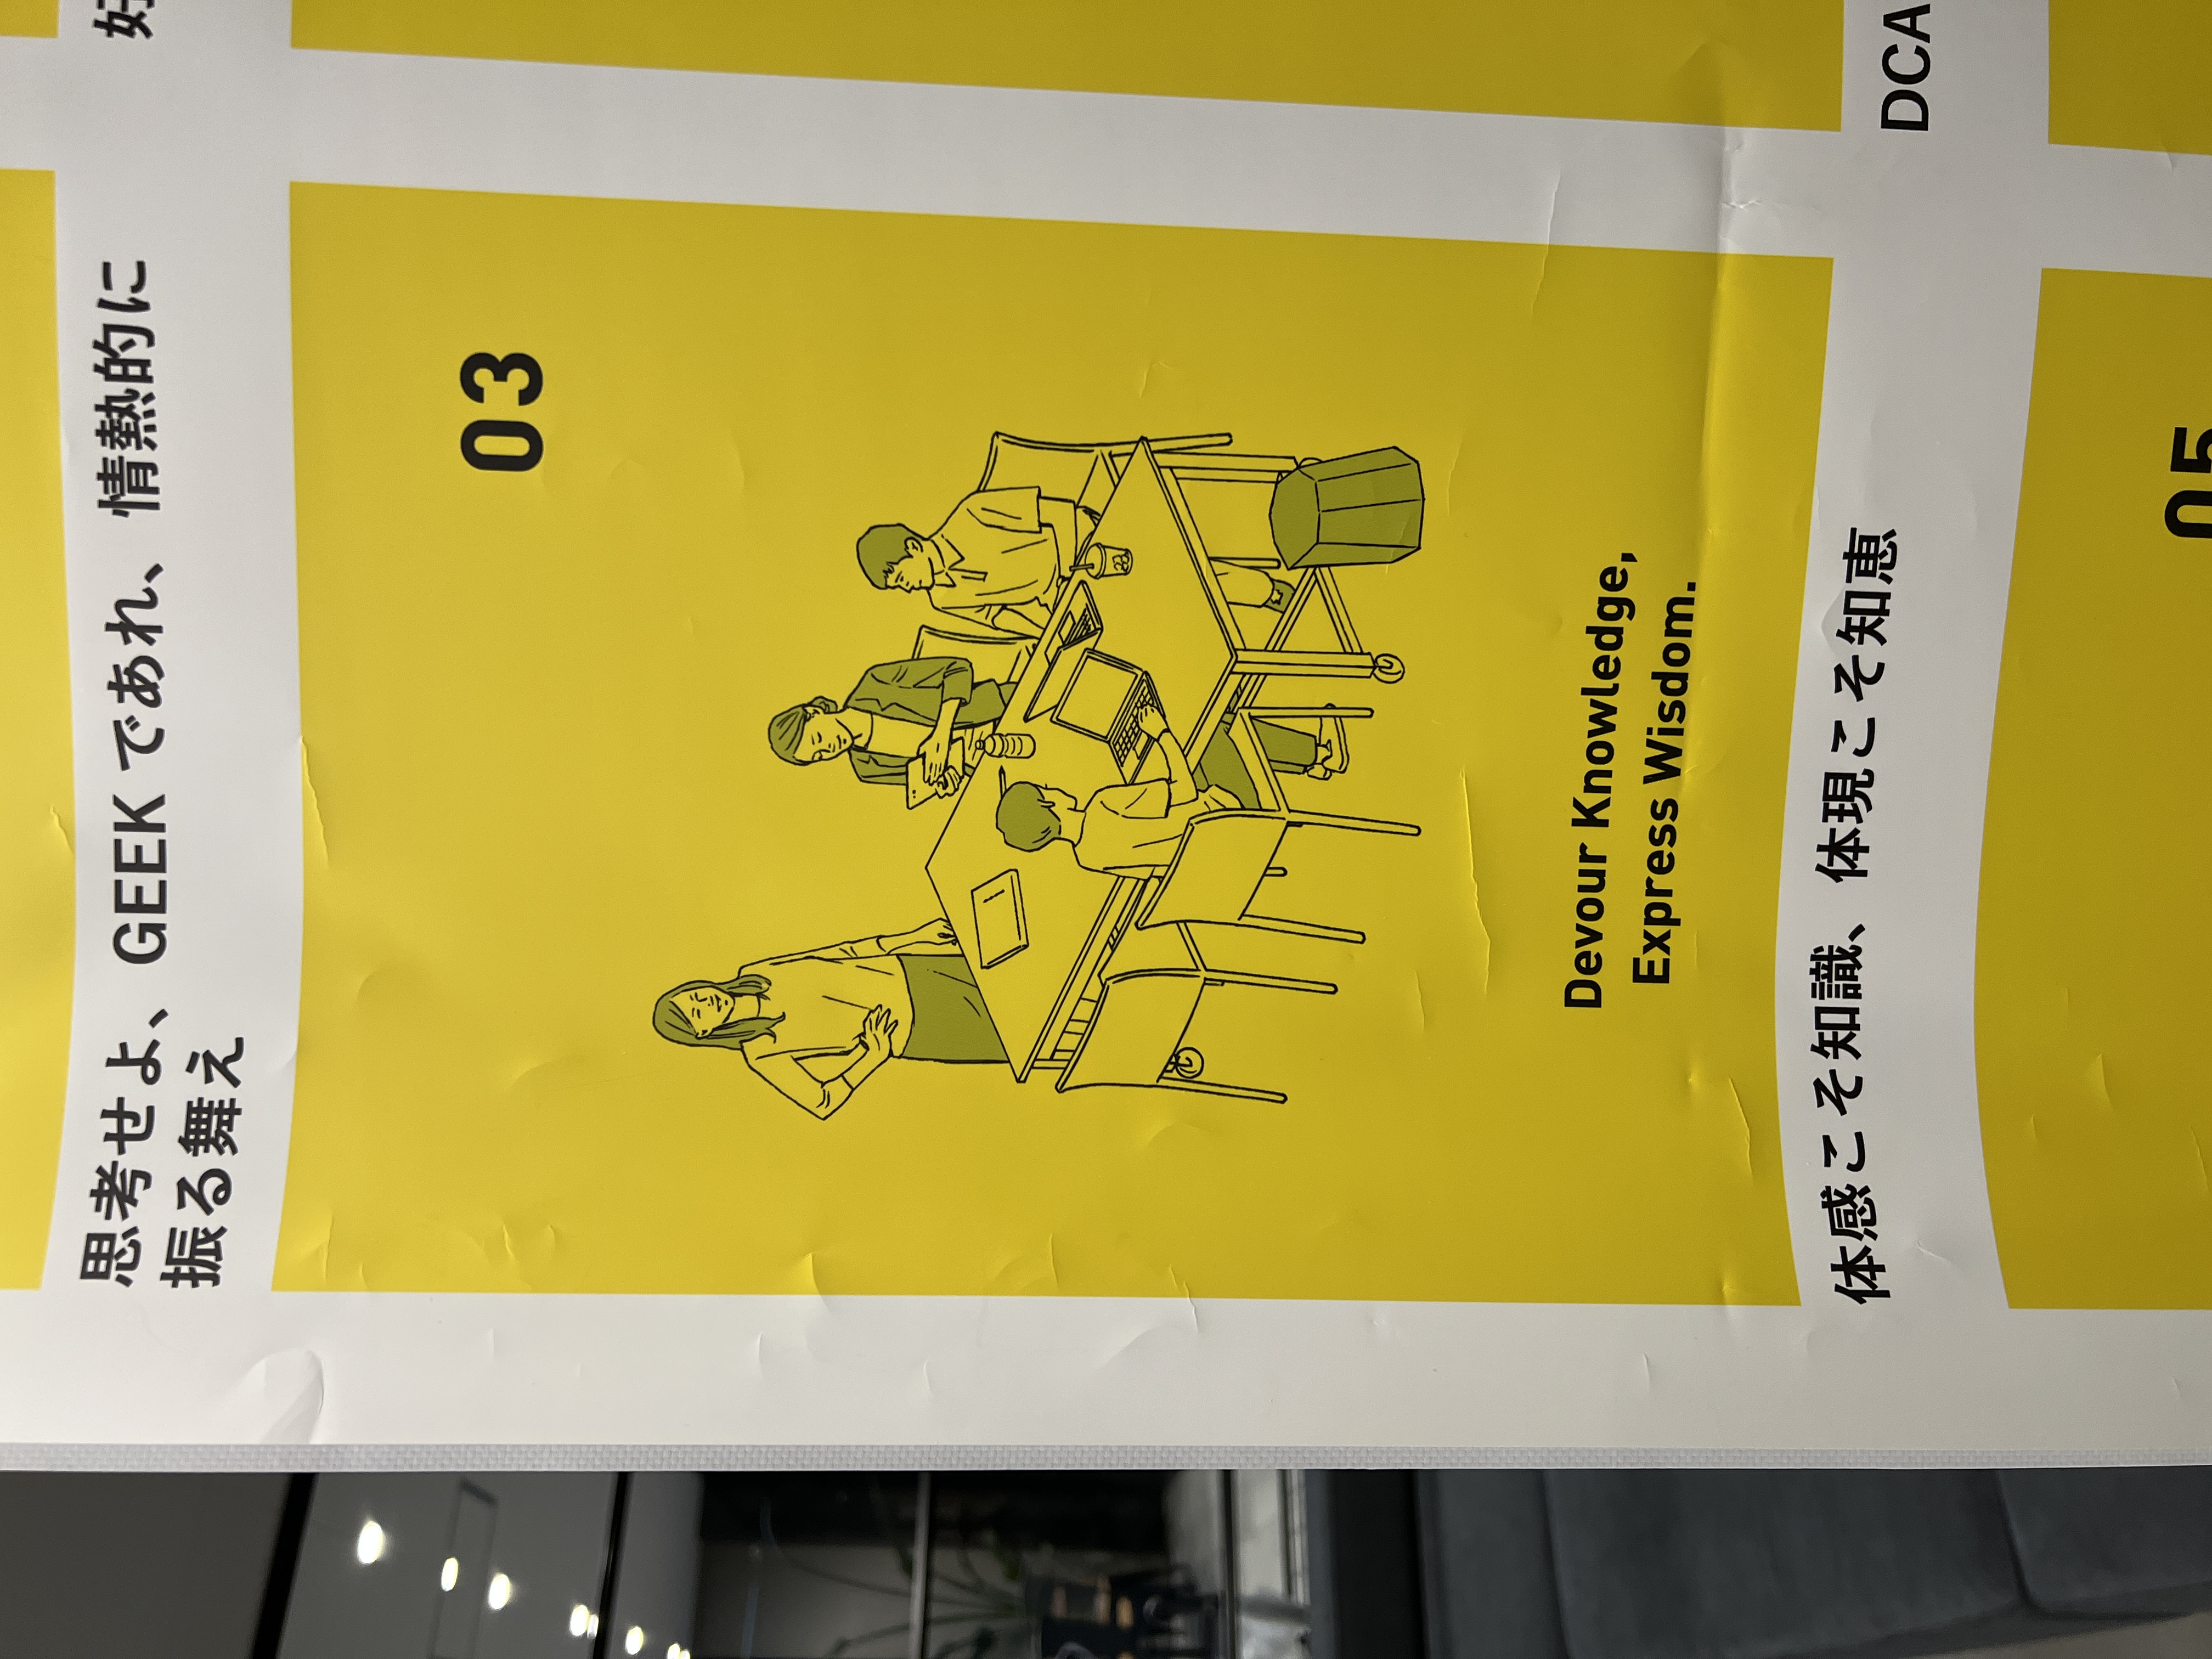 思考せよ、GEEK であれ、情熱的に
振る舞え
好
03
Devour Knowledge,
Express Wisdom.
体感こそ知識、体現こそ知恵
DCA
05